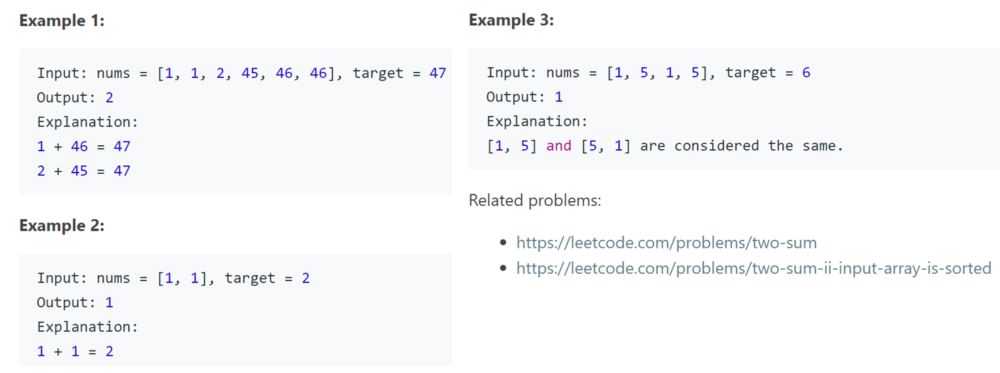 Example 1:
Input: nums = [1, 1, 2, 45, 46, 46], target = 47
Output: 2
Explanation:
1 + 46 = 47
2 + 45 = 47
Example 2:
Input: nums = [1, 1], target = 2
Output: 1
Explanation:
1 + 1 = 2
Example 3:
Input: nums = [1, 5, 1, 5], target = 6
Output: 1
Explanation:
[1, 5] and [5, 1] are considered the same.
Related problems:
• https://leetcode.com/problems/two-sum
• https://leetcode.com/problems/two-sum-ii-input-array-is-sorted